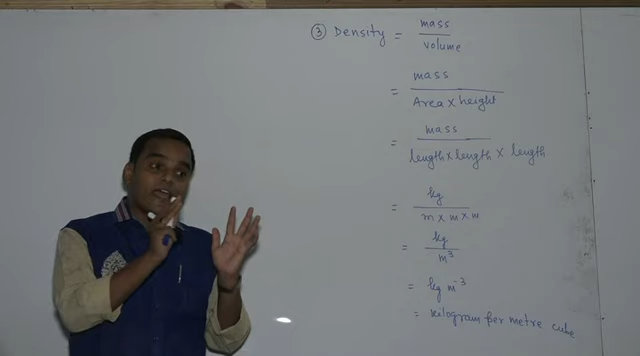 ③ Density = mass / volume
= mass / Area × height
= mass / length × length × length
= kg / m × m × m
= kg / m³
= kg m⁻³
= kilogram per metre cube